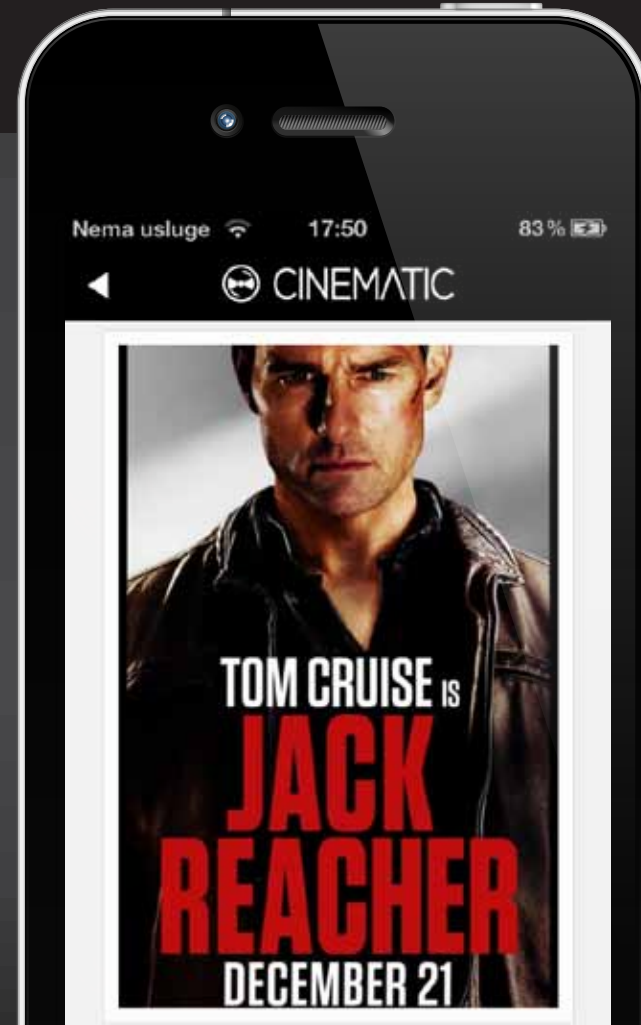 Nema usluge 17:50 83%
CINEMATIC
TOM CRUISE IS
JACK
REACHER
DECEMBER 21